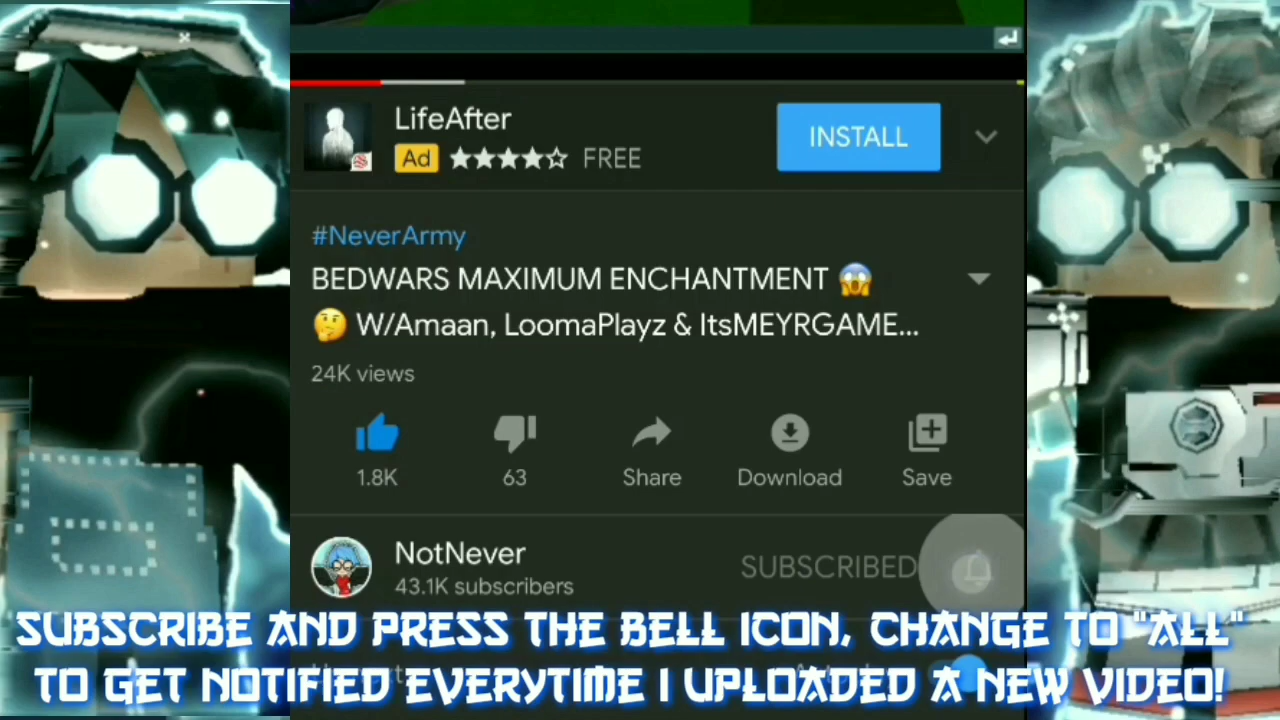 LifeAfter
INSTALL
Ad ★★★★☆ FREE
#NeverArmy
BEDWARS MAXIMUM ENCHANTMENT 😱
🤔 W/Amaan, LoomaPlayz & ItsMEYRGAME...
24K views
1.8K 63 Share Download Save
NotNever
SUBSCRIBED
43.1K subscribers
SUBSCRIBE AND PRESS THE BELL ICON, CHANGE TO "ALL"
TO GET NOTIFIED EVERYTIME I UPLOADED A NEW VIDEO!